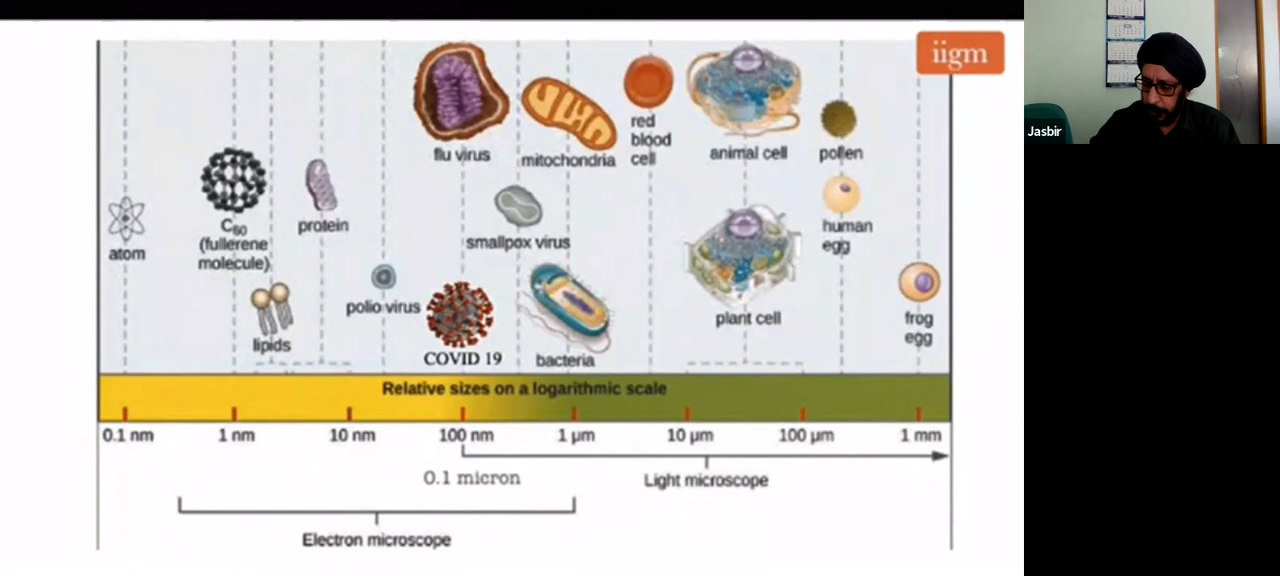 iigm
Jasbir
flu virus
mitochondria
red
blood
cell
animal cell
pollen
atom
C60
(fullerene
molecule)
protein
smallpox virus
human
egg
lipids
polio virus
COVID 19
bacteria
plant cell
frog
egg
Relative sizes on a logarithmic scale
0.1 nm 1 nm 10 nm 100 nm 1 µm 10 µm 100 µm 1 mm
0.1 micron
Light microscope
Electron microscope